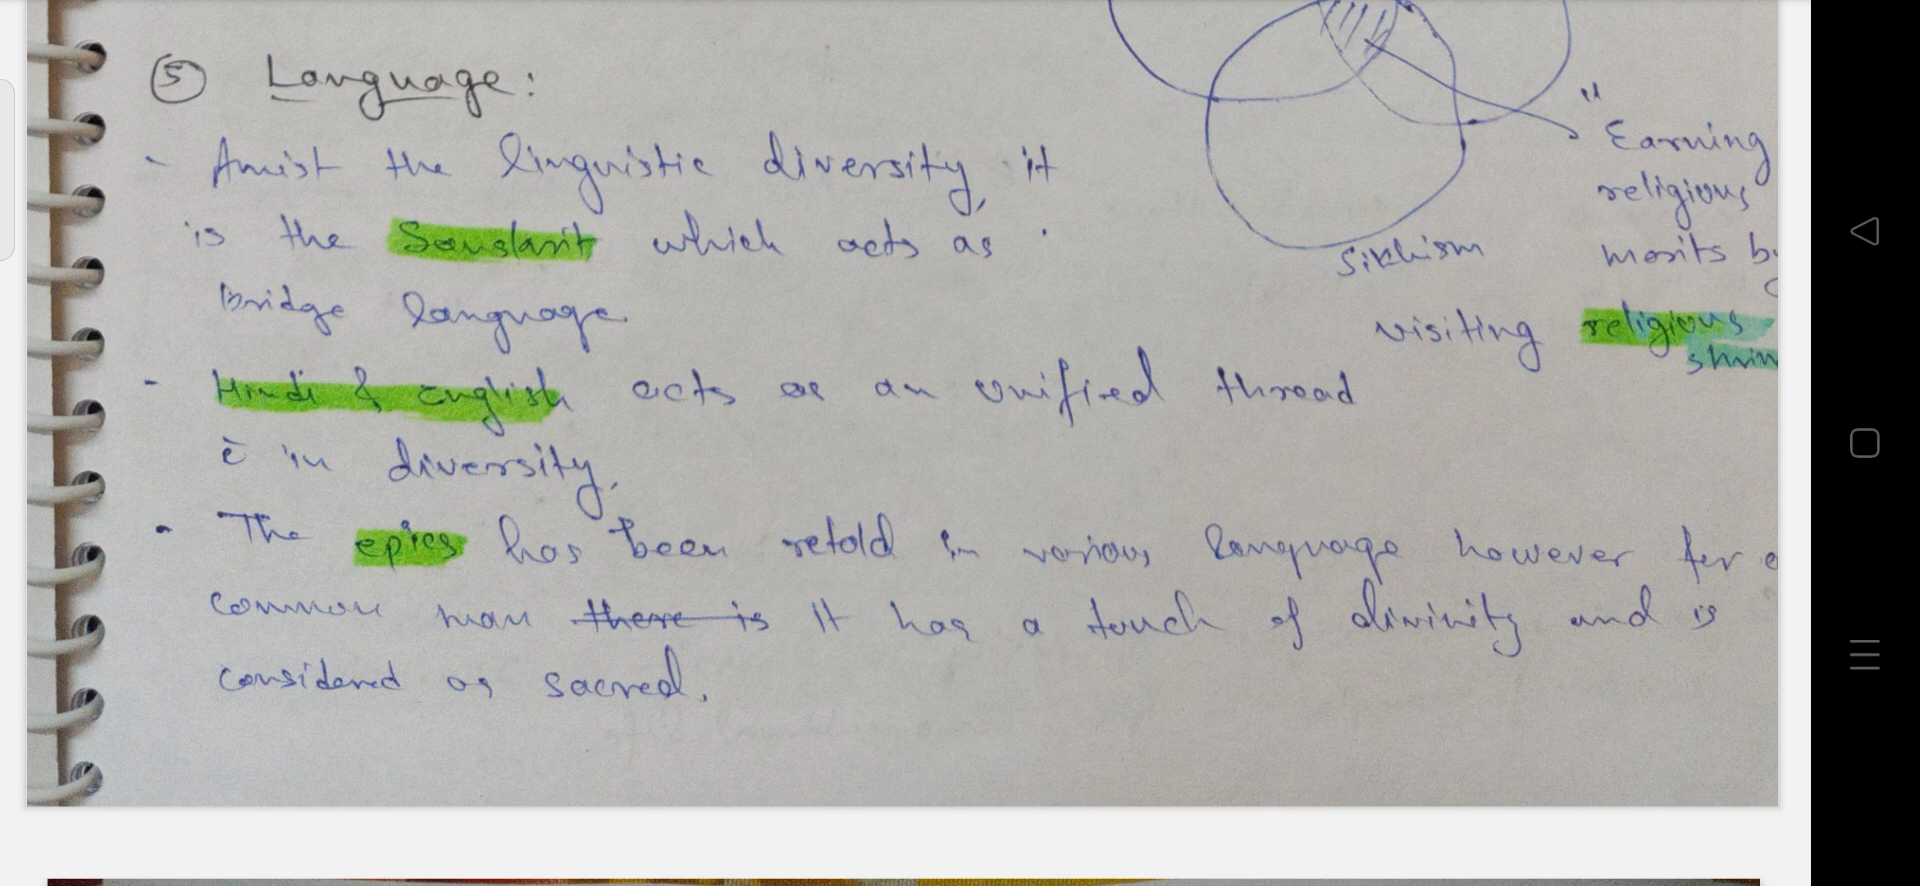 ⑤ Language:
- Amist the linguistic diversity, it
is the Sanskrit which acts as
Bridge language.
- Hindi & English acts as an unified thread
in diversity.
- The epics has been retold in various language however for a
common man there is It has a touch of divinity and is
considered as sacred.
Sikhism
"Earning
religious
merits b
visiting religious
shrin